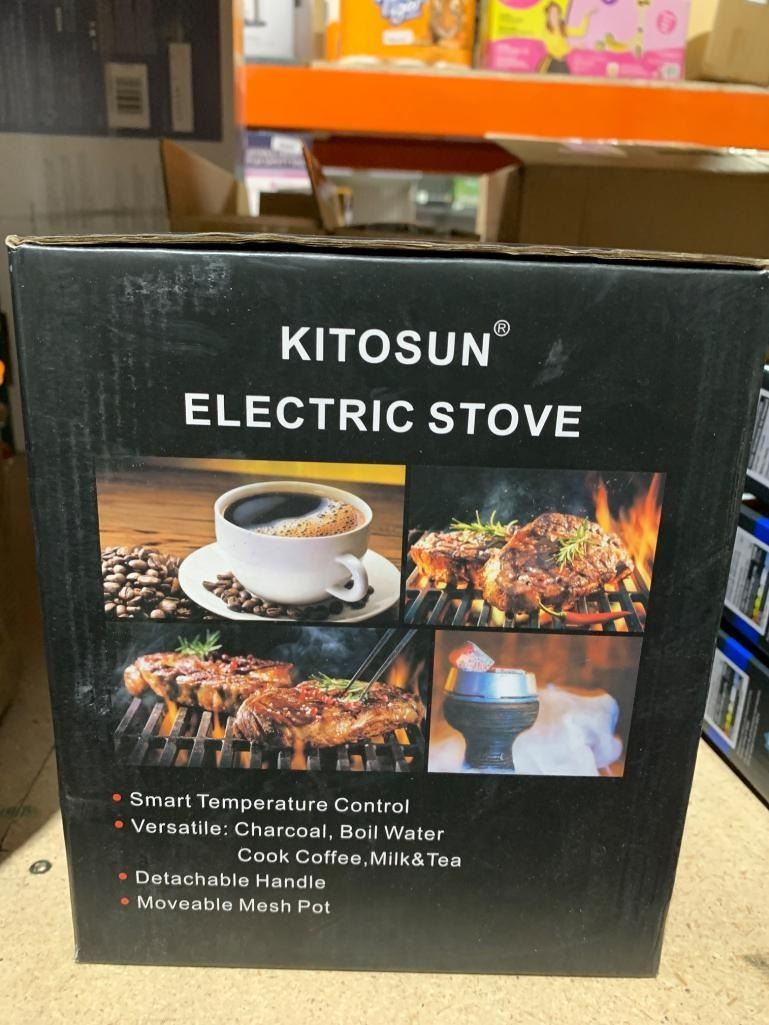 Tiger
KITOSUN®
ELECTRIC STOVE
• Smart Temperature Control
• Versatile: Charcoal, Boil Water
Cook Coffee,Milk&Tea
• Detachable Handle
• Moveable Mesh Pot